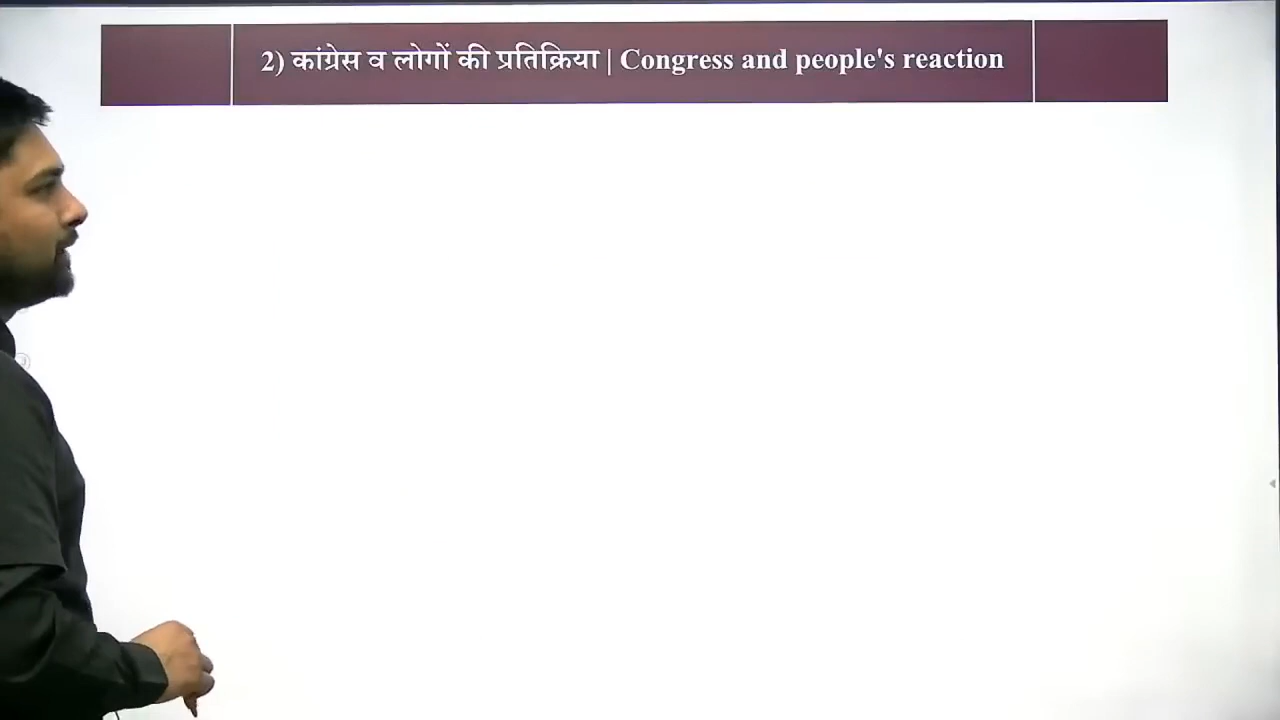 2) कांग्रेस व लोगों की प्रतिक्रिया | Congress and people's reaction